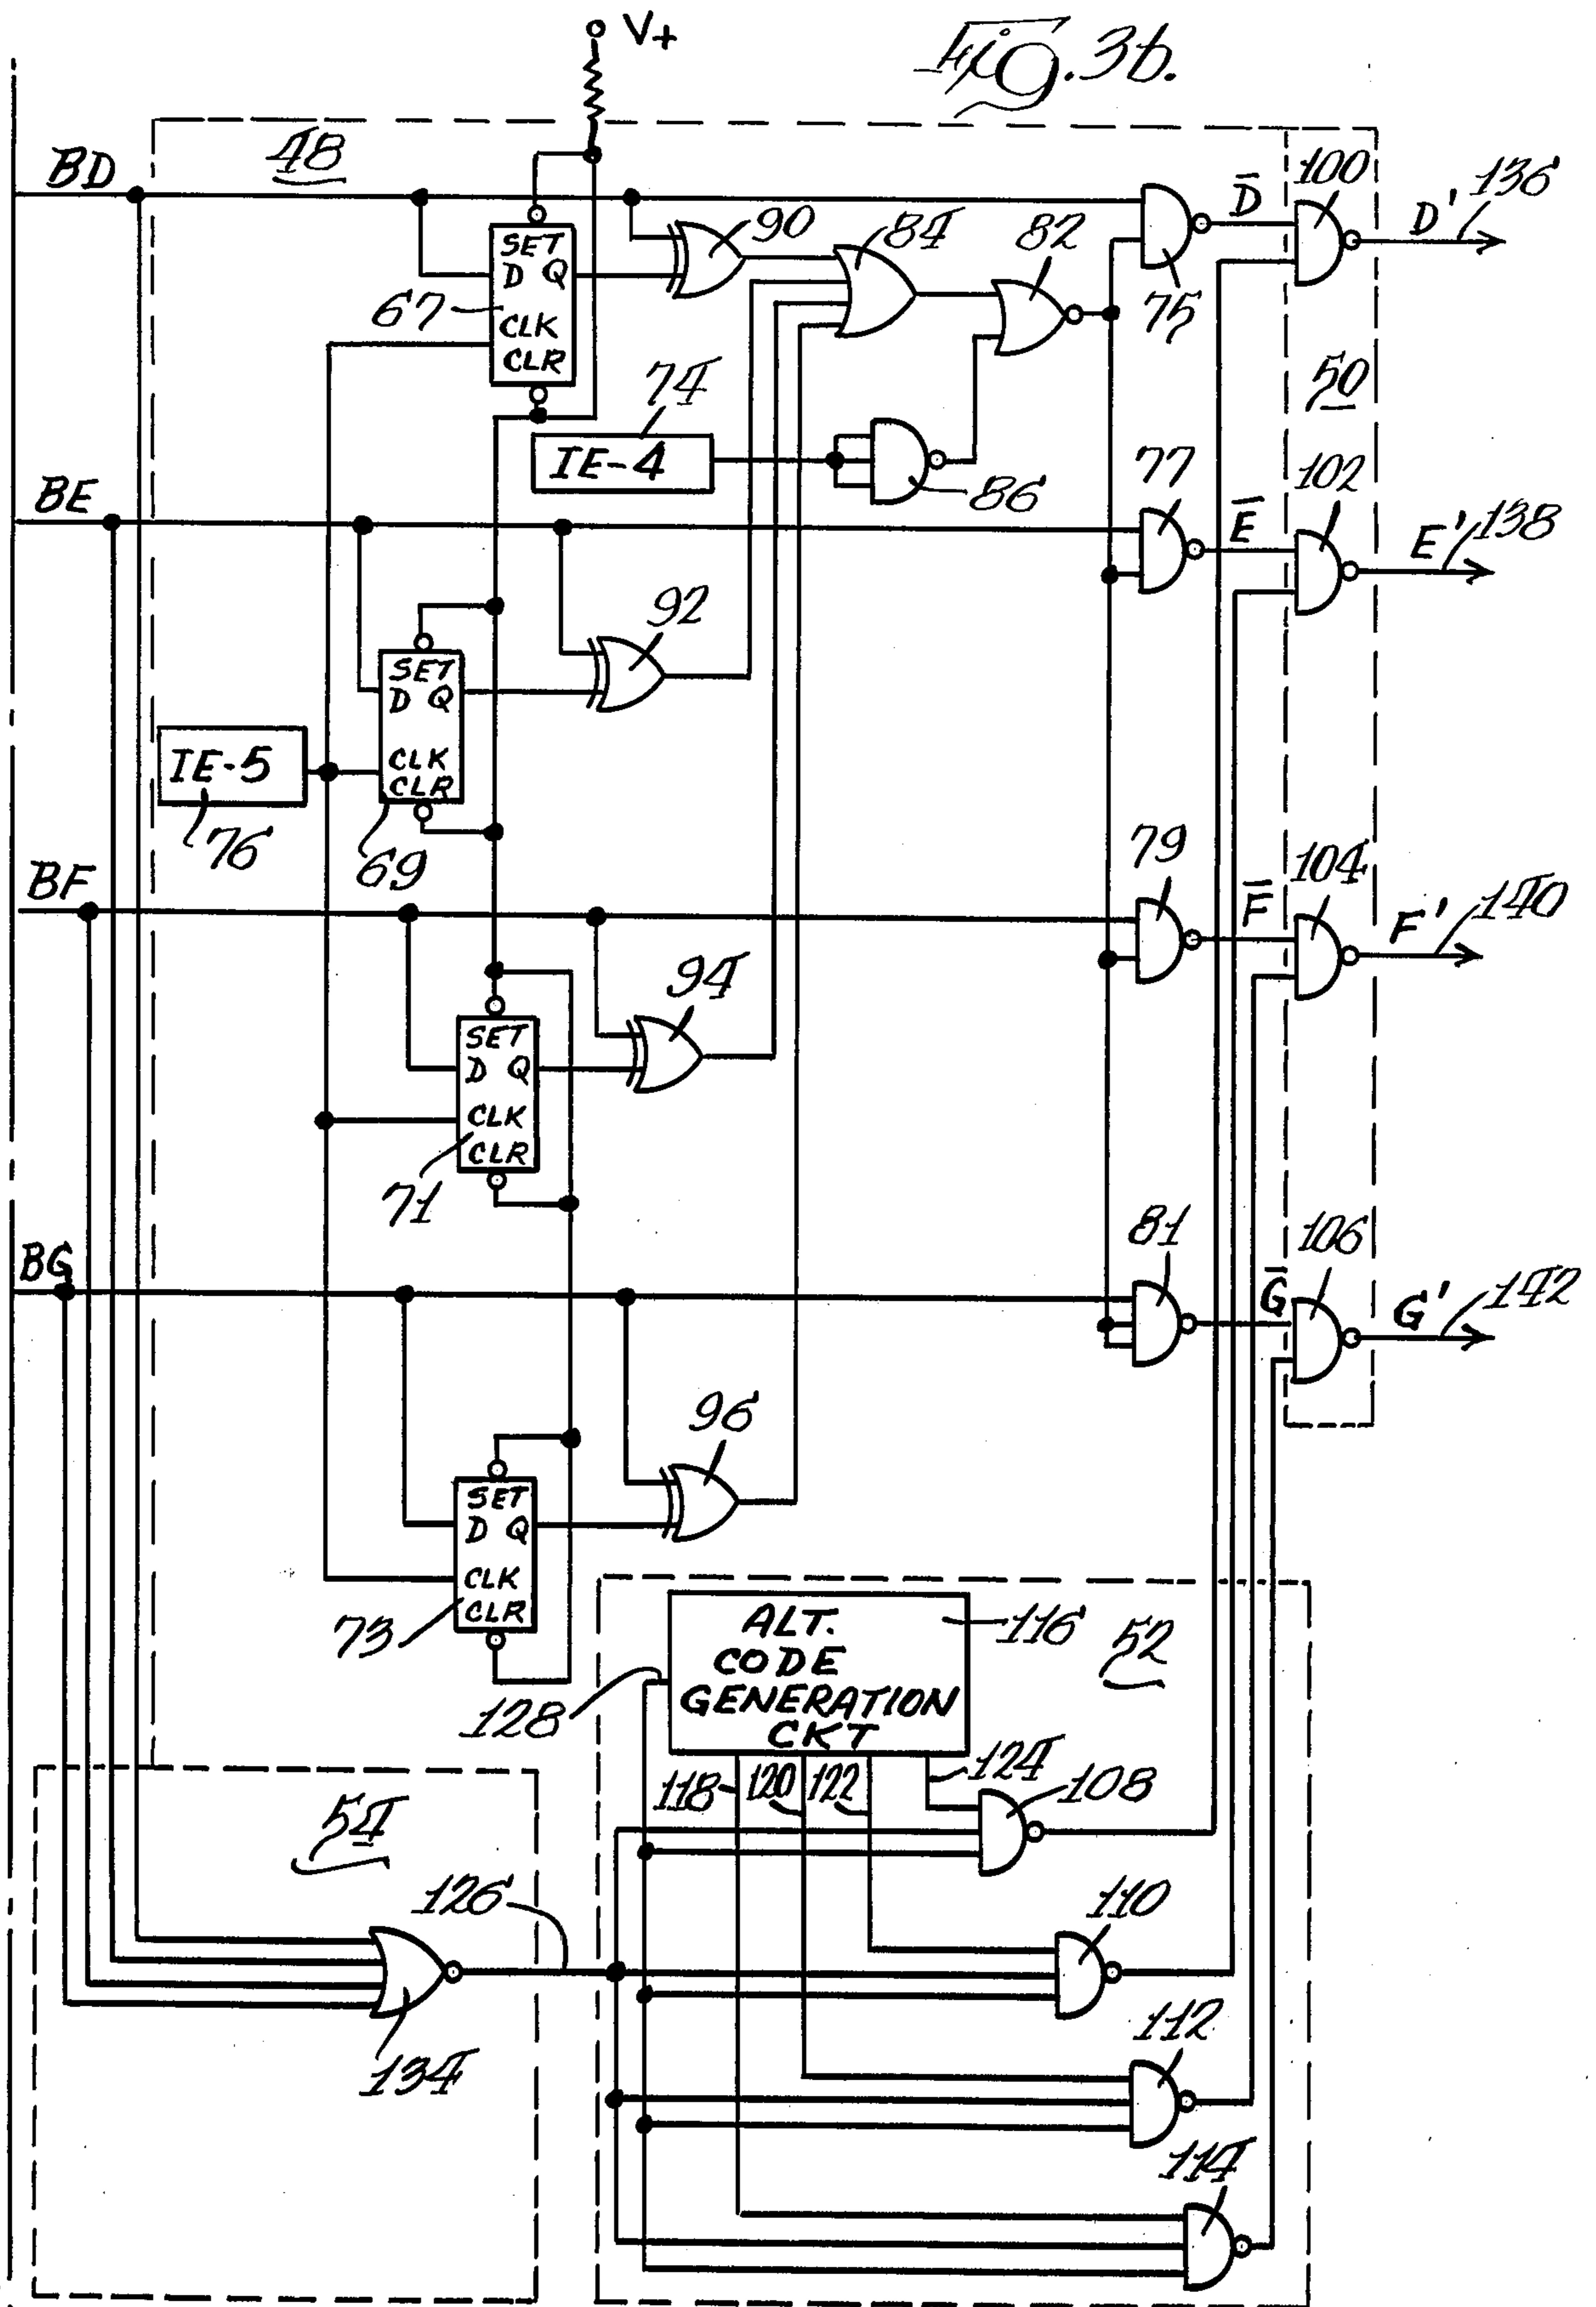 Fig. 3b.
V+
48
BD
SET
D Q
CLK
CLR
67
90
84
82
75
D̅
100
D'
136
50
74
IE-4
86
BE
77
E̅
102
E'
138
SET
D Q
CLK
CLR
69
92
IE-5
76
BF
79
F̅
104
F'
140
SET
D Q
CLK
CLR
71
94
BG
81
G̅
106
G'
142
SET
D Q
CLK
CLR
73
96
ALT.
CODE
GENERATION
CKT
116
52
128
118
120
122
124
108
54
126
110
134
112
114